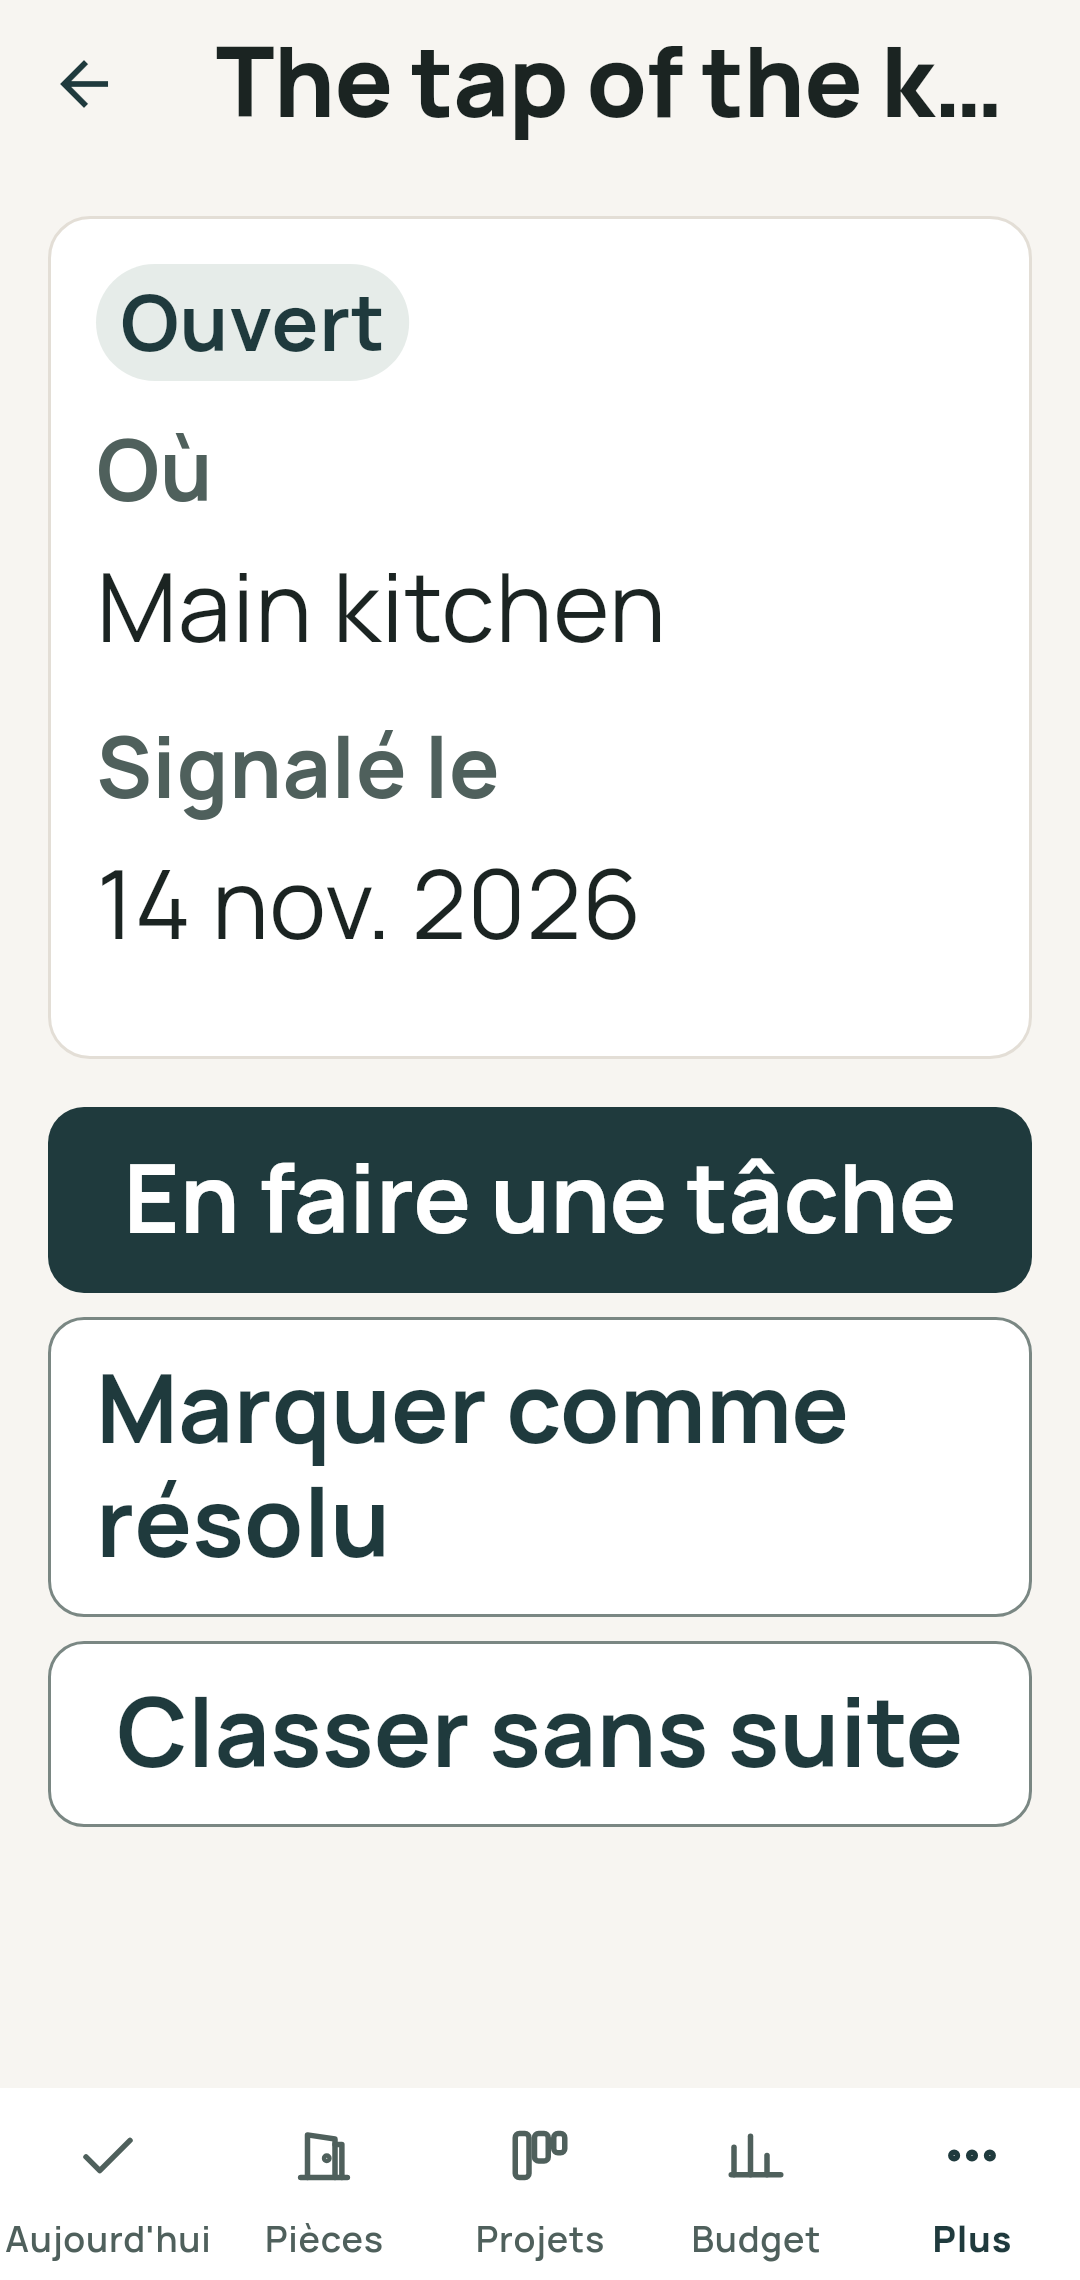 The tap of the k...
Ouvert
Où
Main kitchen
Signalé le
14 nov. 2026
En faire une tâche
Marquer comme
résolu
Classer sans suite
Aujourd'hui
Pièces
Projets
Budget
Plus